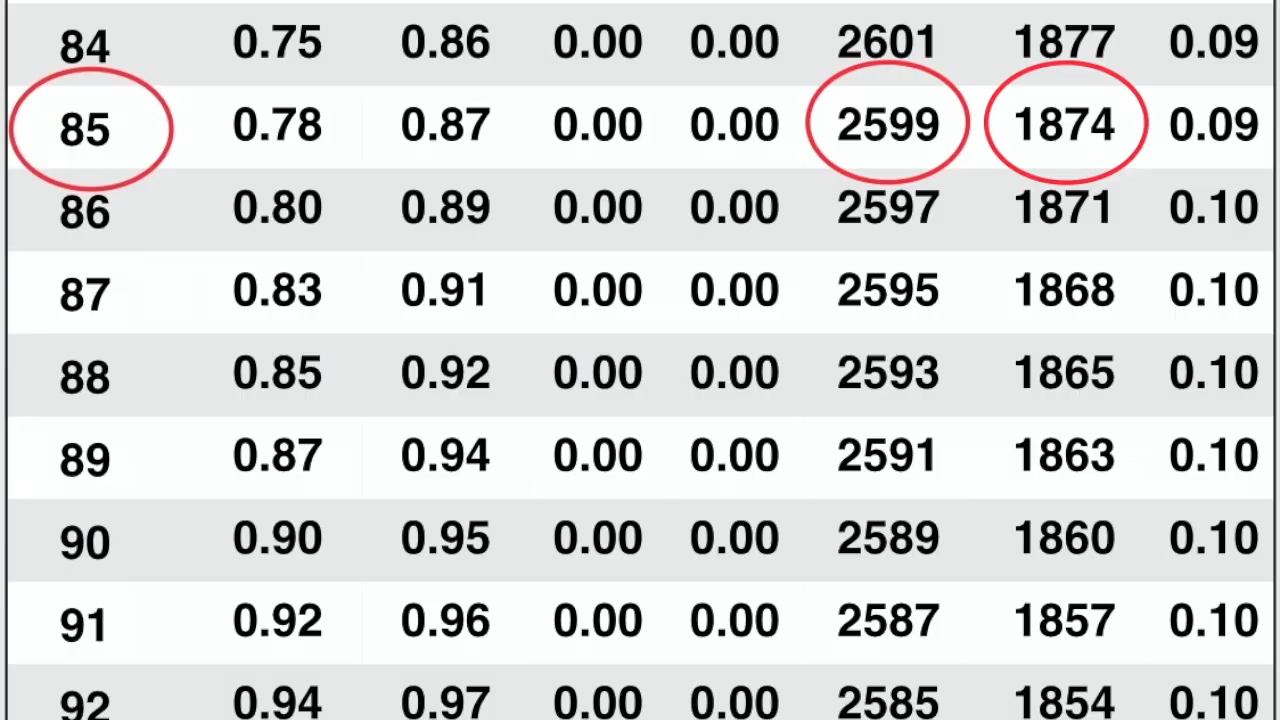 84 0.75 0.86 0.00 0.00 2601 1877 0.09
85 0.78 0.87 0.00 0.00 2599 1874 0.09
86 0.80 0.89 0.00 0.00 2597 1871 0.10
87 0.83 0.91 0.00 0.00 2595 1868 0.10
88 0.85 0.92 0.00 0.00 2593 1865 0.10
89 0.87 0.94 0.00 0.00 2591 1863 0.10
90 0.90 0.95 0.00 0.00 2589 1860 0.10
91 0.92 0.96 0.00 0.00 2587 1857 0.10
92 0.94 0.97 0.00 0.00 2585 1854 0.10